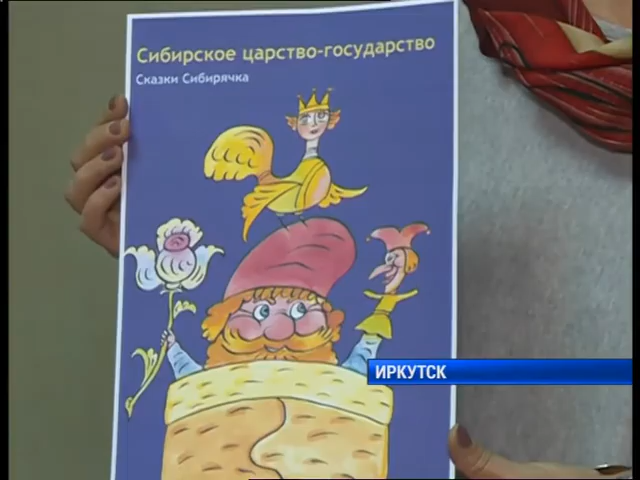 Сибирское царство-государство
Сказки Сибирячка
ИРКУТСК